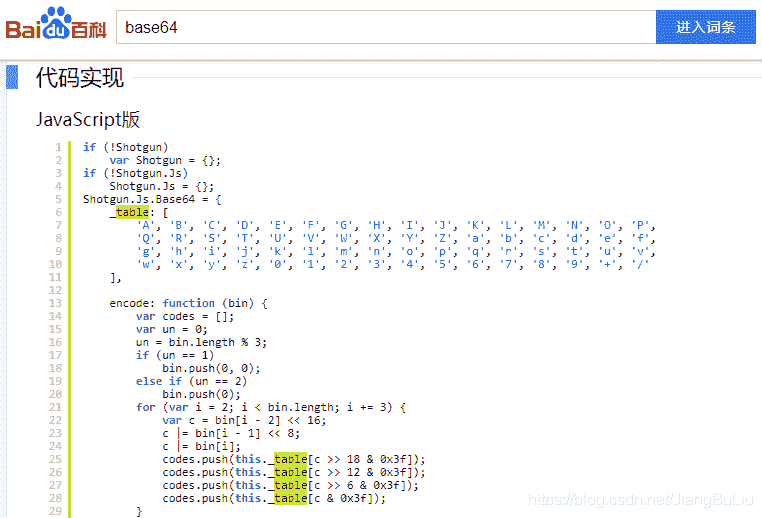 Baidu百科 base64 进入词条
代码实现
JavaScript版
1 if (!Shotgun)
2     var Shotgun = {};
3 if (!Shotgun.Js)
4     Shotgun.Js = {};
5 Shotgun.Js.Base64 = {
6     _table: [
7         'A', 'B', 'C', 'D', 'E', 'F', 'G', 'H', 'I', 'J', 'K', 'L', 'M', 'N', 'O', 'P',
8         'Q', 'R', 'S', 'T', 'U', 'V', 'W', 'X', 'Y', 'Z', 'a', 'b', 'c', 'd', 'e', 'f',
9         'g', 'h', 'i', 'j', 'k', 'l', 'm', 'n', 'o', 'p', 'q', 'r', 's', 't', 'u', 'v',
10         'w', 'x', 'y', 'z', '0', '1', '2', '3', '4', '5', '6', '7', '8', '9', '+', '/'
11     ],
12
13     encode: function (bin) {
14         var codes = [];
15         var un = 0;
16         un = bin.length % 3;
17         if (un == 1)
18             bin.push(0, 0);
19         else if (un == 2)
20             bin.push(0);
21         for (var i = 2; i < bin.length; i += 3) {
22             var c = bin[i - 2] << 16;
23             c |= bin[i - 1] << 8;
24             c |= bin[i];
25             codes.push(this._table[c >> 18 & 0x3f]);
26             codes.push(this._table[c >> 12 & 0x3f]);
27             codes.push(this._table[c >> 6 & 0x3f]);
28             codes.push(this._table[c & 0x3f]);
29         }
https://blog.csdn.net/JiangBuLiu